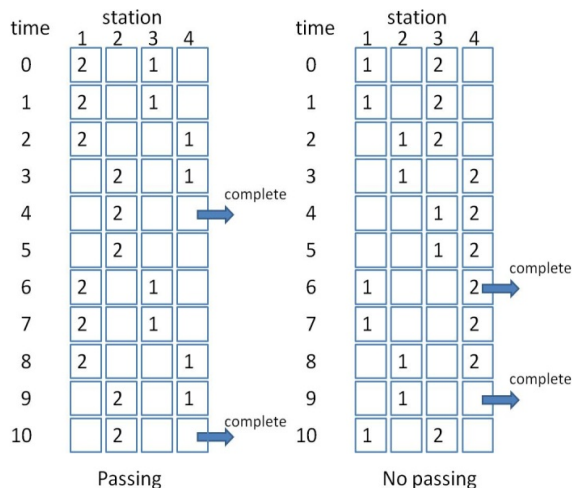 station
time 1 2 3 4
0 2 1
1 2 1
2 2 1
3 2 1
complete
4 2
5 2
6 2 1
7 2 1
8 2 1
9 2 1
complete
10 2
Passing
station
time 1 2 3 4
0 1 2
1 1 2
2 1 2
3 1 2
4 1 2
5 1 2
complete
6 1 2
7 1 2
8 1 2
complete
9 1
10 1 2
No passing